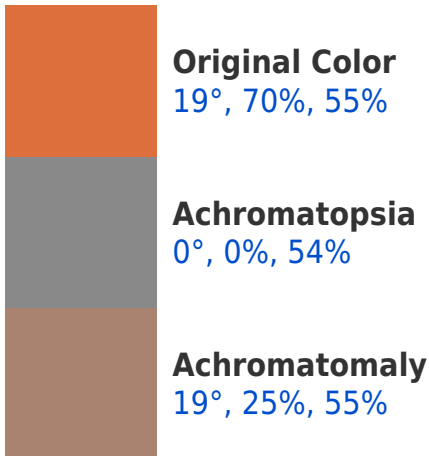 Original Color
19°, 70%, 55%
Achromatopsia
0°, 0%, 54%
Achromatomaly
19°, 25%, 55%